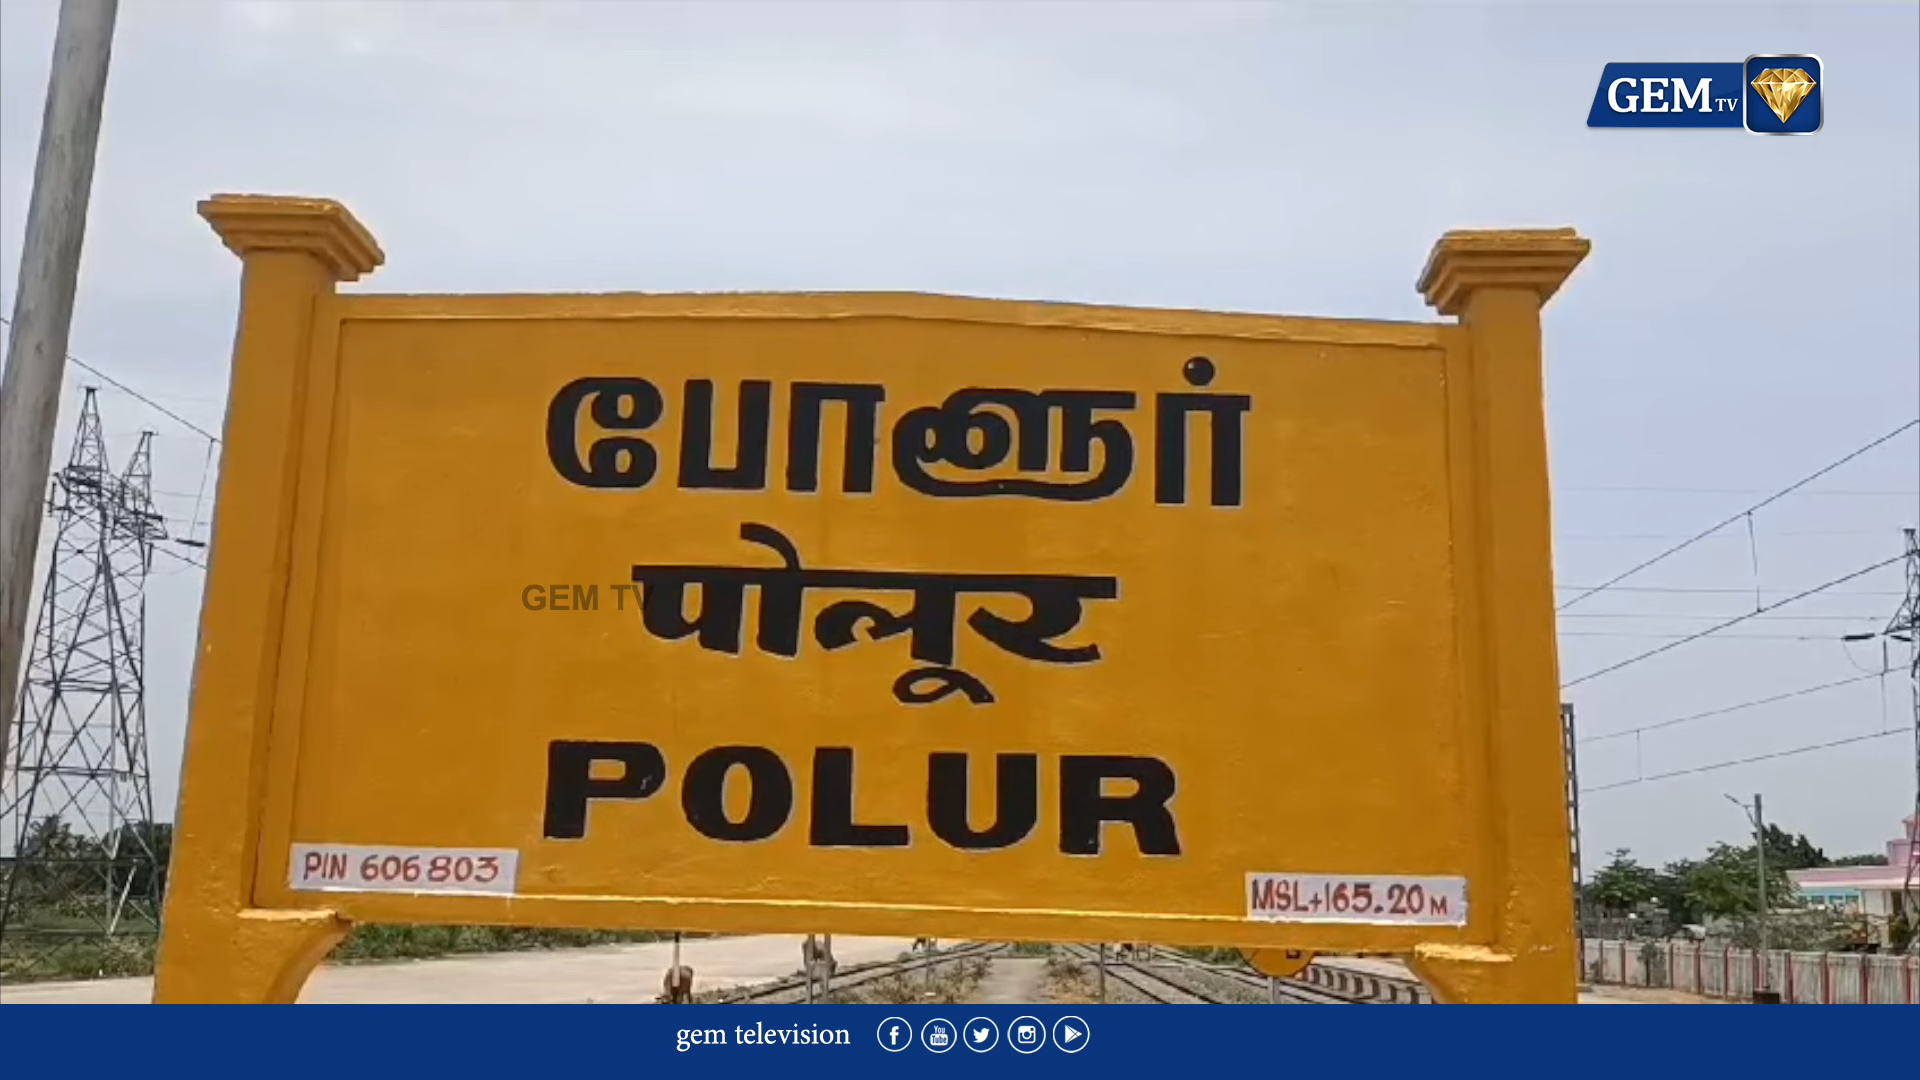 GEM TV
போளூர்
पोलूर
GEM TV
POLUR
PIN 606803
MSL+165.20 M
gem television